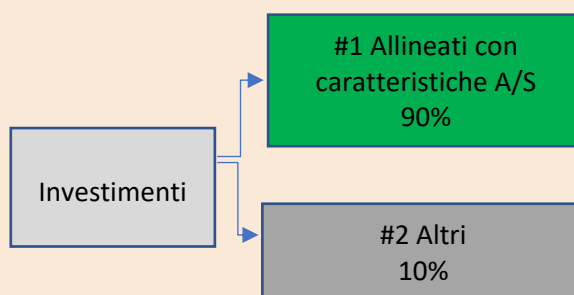 #1 Allineati con
caratteristiche A/S
90%
Investimenti
#2 Altri
10%